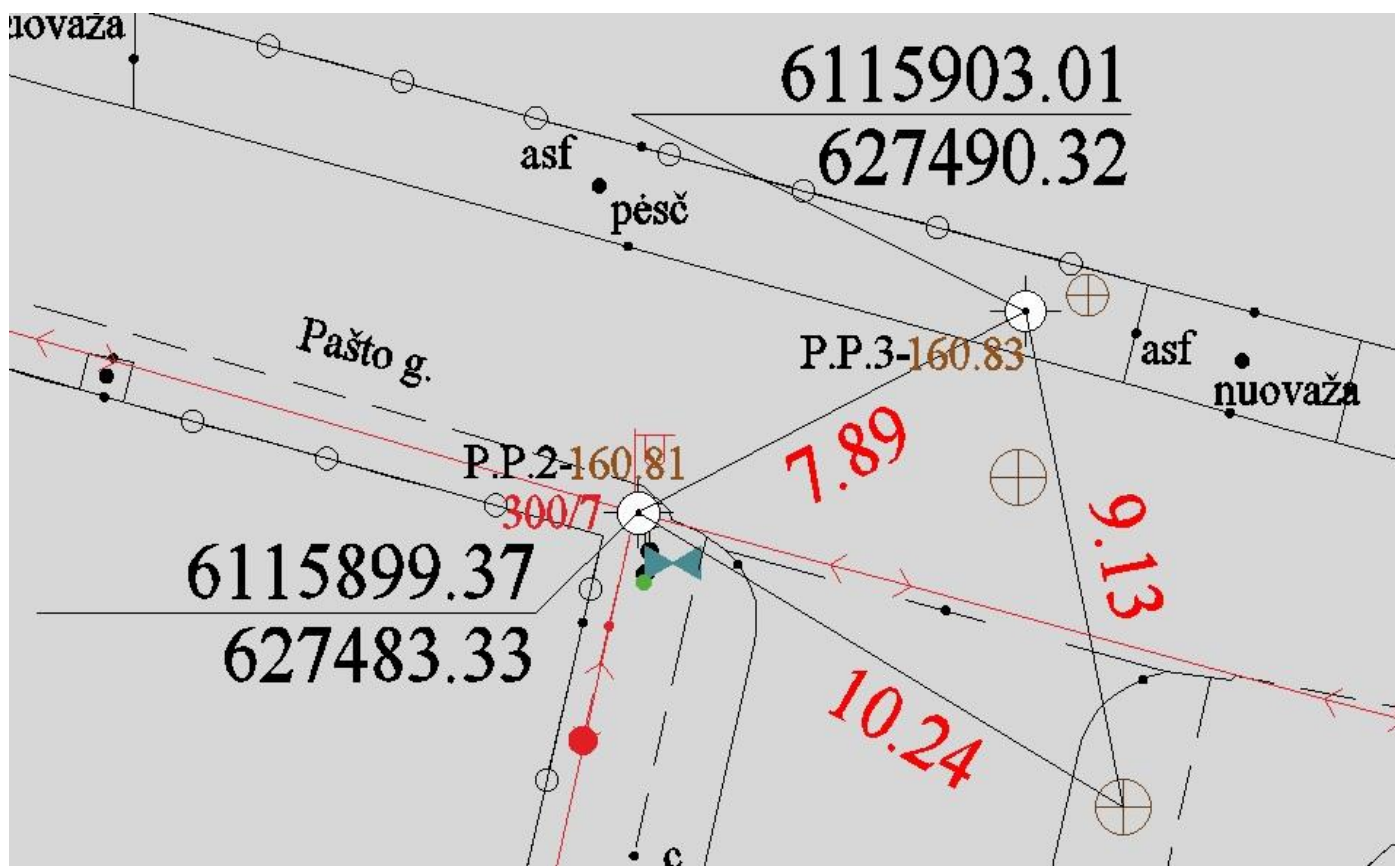 uovaža
6115903.01
627490.32
asf
pėsč
Pašto g.
P.P.3-160.83
asf
nuovaža
7.89
P.P.2-160.81
300/7
9.13
6115899.37
627483.33
10.24
c